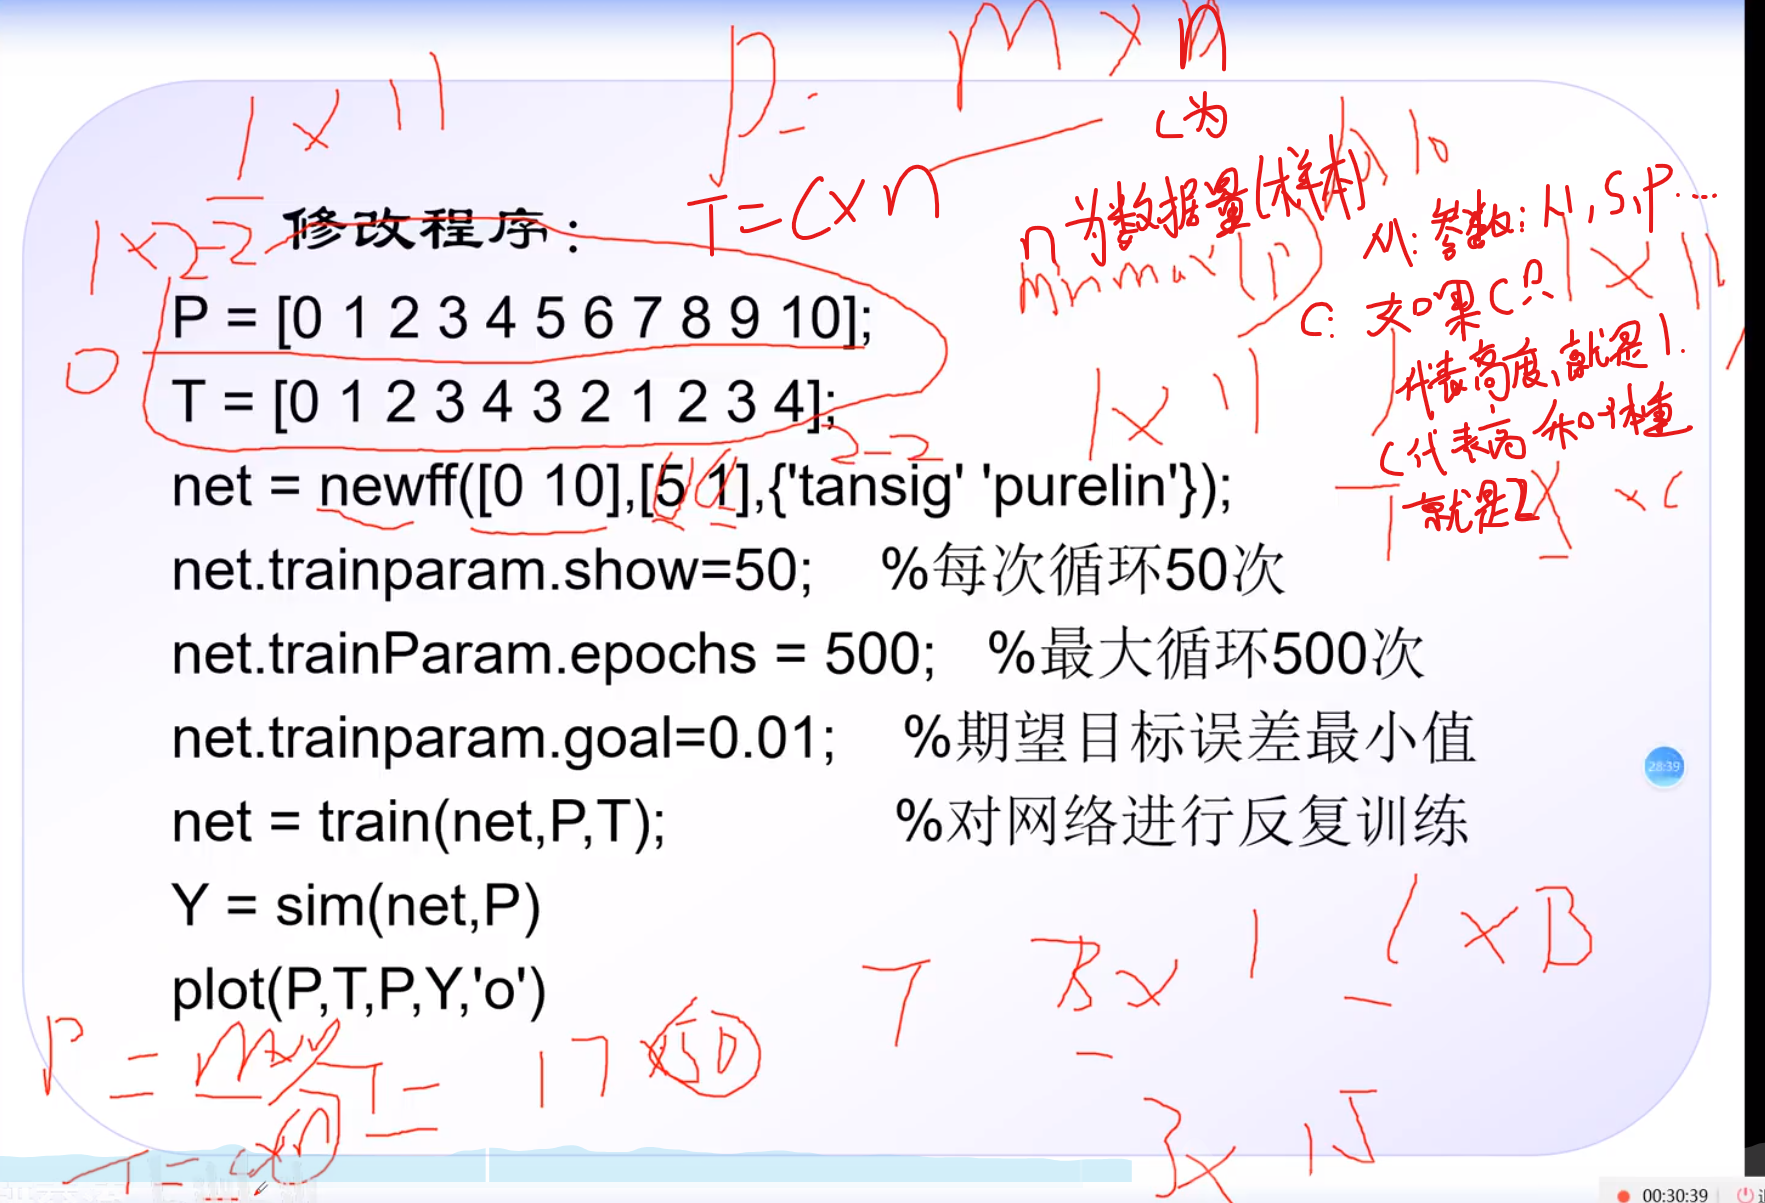 P = M × n
1 × 11
C为
T = C × n
n为数据量(样本)
M: 参数: H, S, P ...
minmax(P)
1 × 11
1 × 2-2
修改程序：
C: 如果C只
代表高度,就是1.
C代表高和体重
就是2
P = [0 1 2 3 4 5 6 7 8 9 10];
0
T = [0 1 2 3 4 3 2 1 2 3 4];
1 × 11
2-2
net = newff([0 10],[5 1],{'tansig' 'purelin'});
net.trainparam.show=50; %每次循环50次
net.trainParam.epochs = 500; %最大循环500次
net.trainparam.goal=0.01; %期望目标误差最小值
28:39
net = train(net,P,T); %对网络进行反复训练
Y = sim(net,P)
plot(P,T,P,Y,'o')
T
1 × B
P = m×n
T = 17 × 50
3 × 15
T = c×n
00:30:39